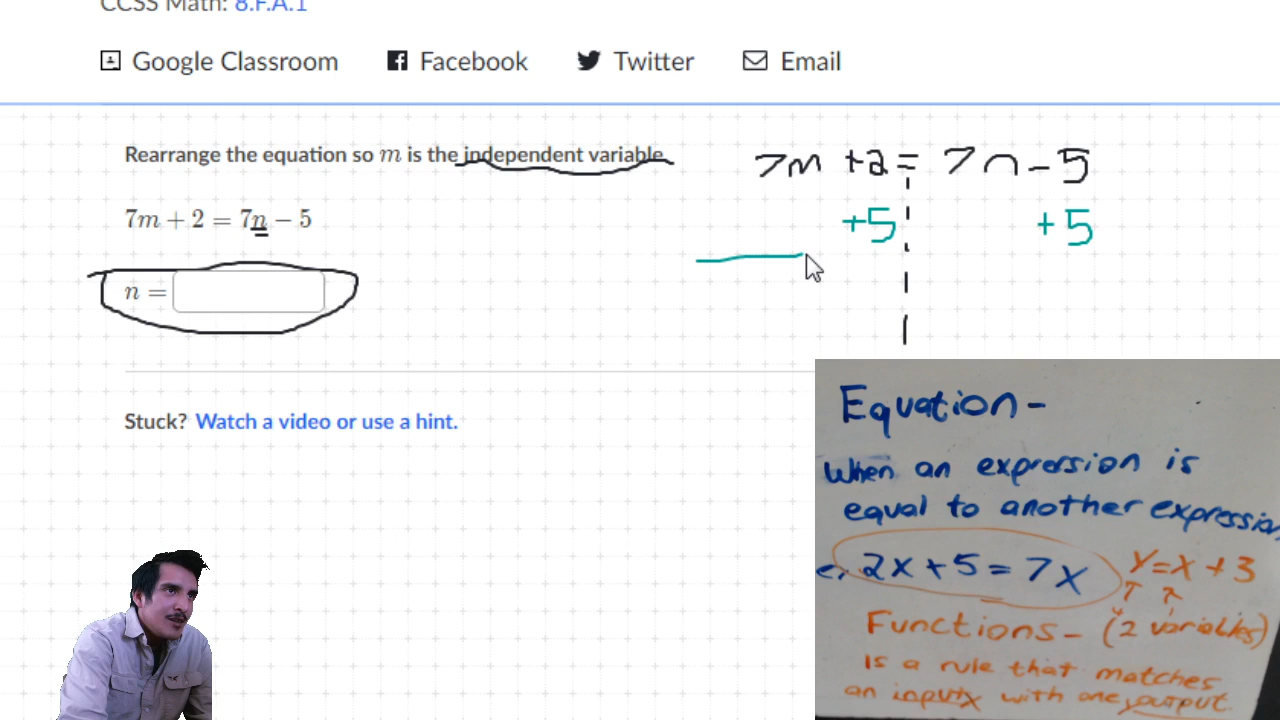 CCSS Math: 8.F.A.1
Google Classroom Facebook Twitter Email
Rearrange the equation so m is the independent variable.
7m + 2 = 7n − 5
n =
Stuck? Watch a video or use a hint.
7m +2 = 7n - 5
+5 +5
Equation -
When an expression is
equal to another expression
e. 2x + 5 = 7x
y = x + 3
Functions - (2 variables)
Is a rule that matches
an input x with one y output.